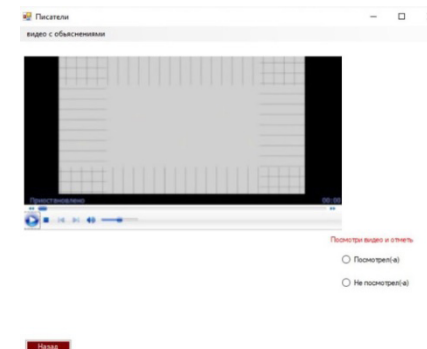 Писатели
видео с объяснениями
Приостановлено
00:00
Посмотри видео и отметь
Посмотрел(-а)
Не посмотрел(-а)
Назад